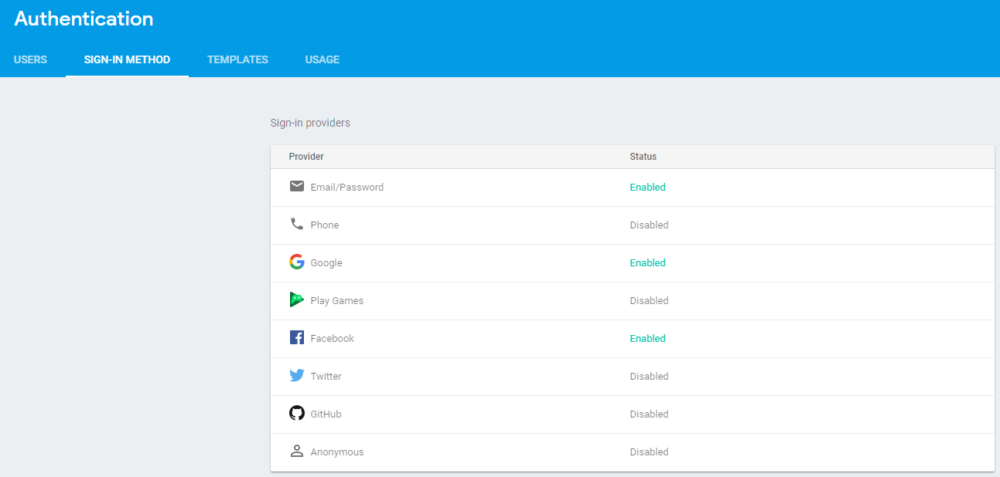 Authentication
USERS SIGN-IN METHOD TEMPLATES USAGE
Sign-in providers
Provider Status
Email/Password Enabled
Phone Disabled
Google Enabled
Play Games Disabled
Facebook Enabled
Twitter Disabled
GitHub Disabled
Anonymous Disabled